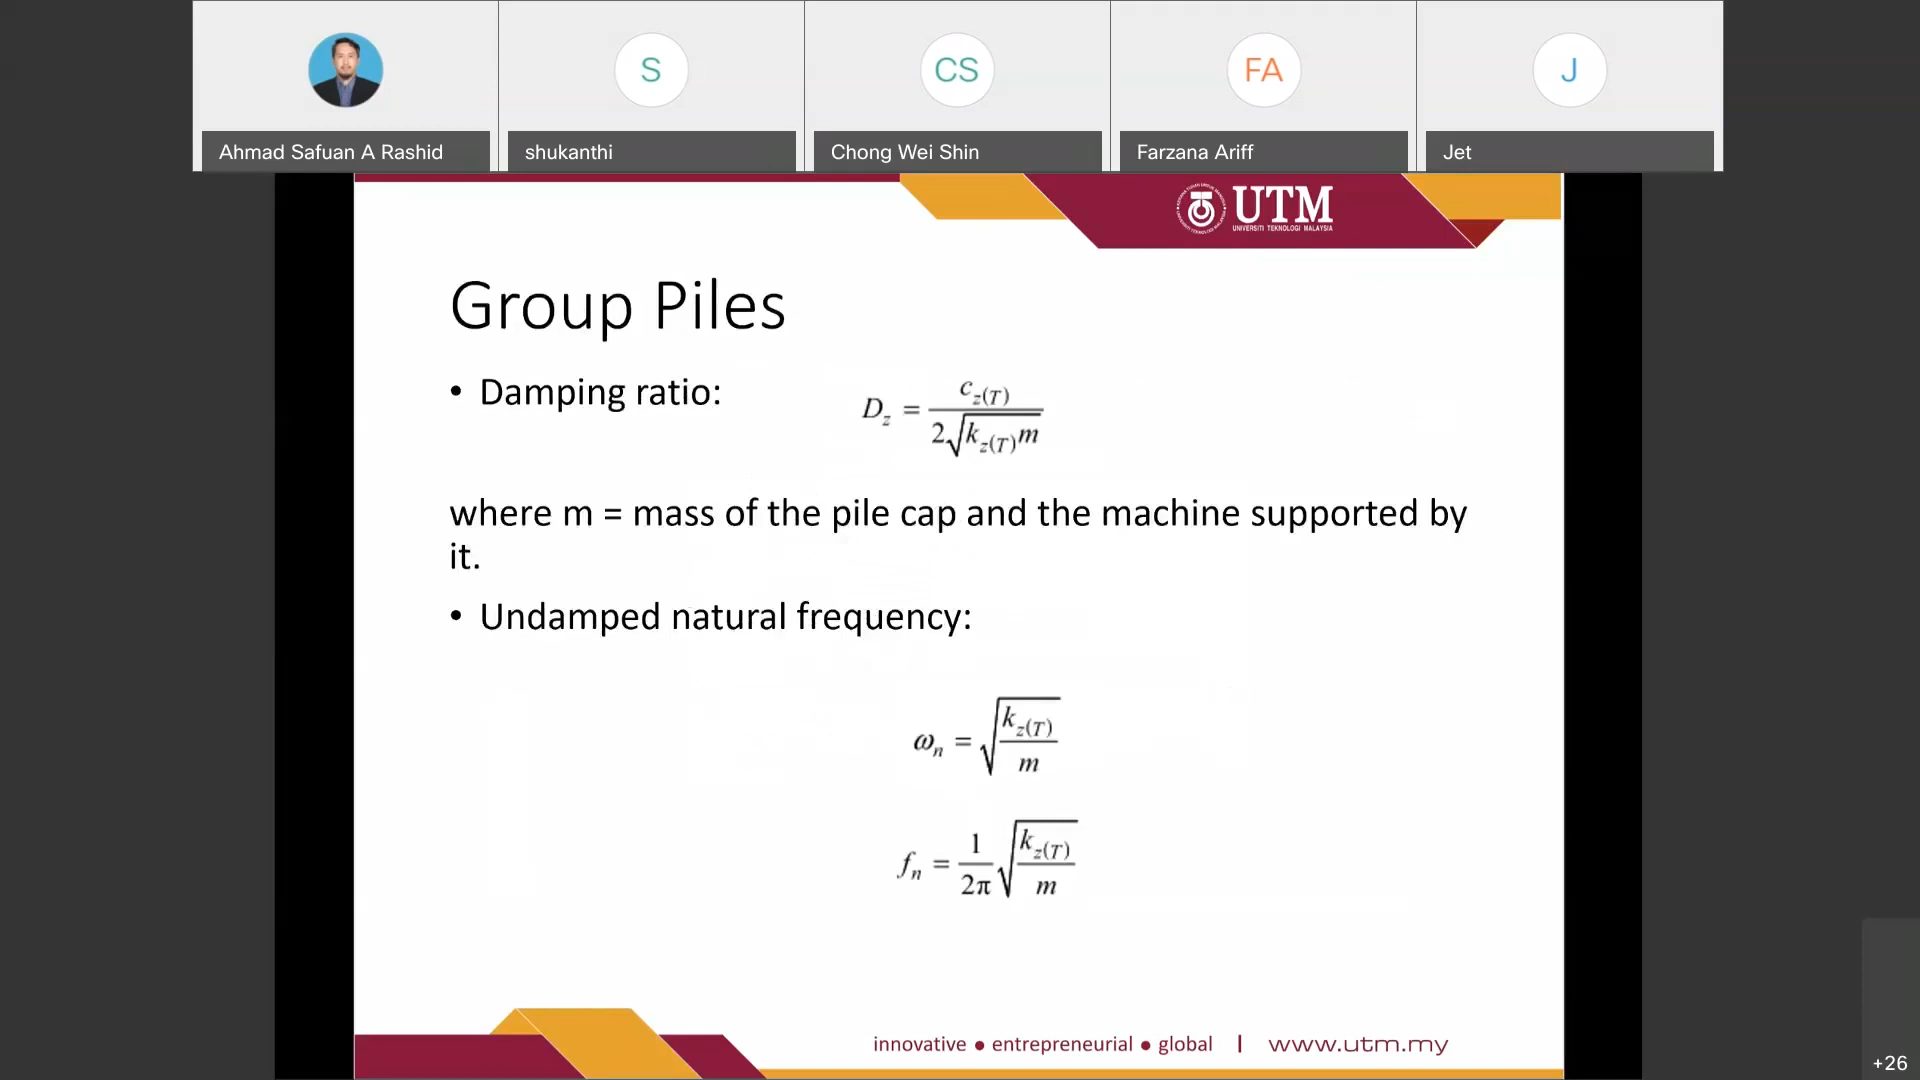 S
CS
FA
J
Ahmad Safuan A Rashid
shukanthi
Chong Wei Shin
Farzana Ariff
Jet
UTM
UNIVERSITI TEKNOLOGI MALAYSIA
Group Piles
• Damping ratio: D_z = c_z(T) / 2√(k_z(T) m)
where m = mass of the pile cap and the machine supported by
it.
• Undamped natural frequency:
ω_n = √(k_z(T) / m)
f_n = 1/2π √(k_z(T) / m)
innovative ● entrepreneurial ● global | www.utm.my
+26